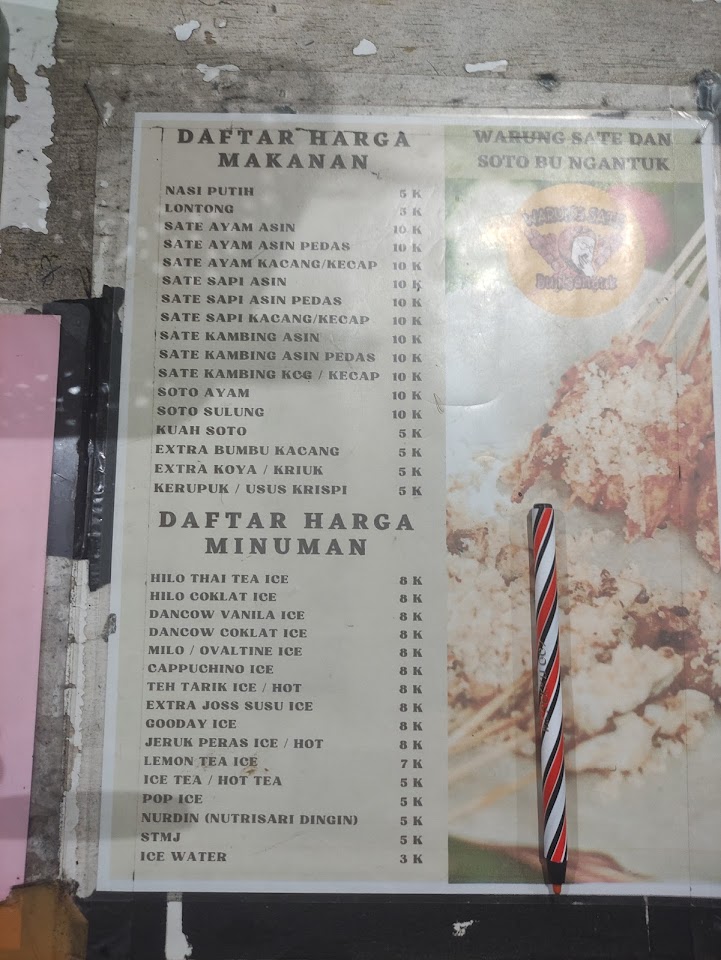 DAFTAR HARGA
MAKANAN
NASI PUTIH 5 K
LONTONG 3 K
SATE AYAM ASIN 10 K
SATE AYAM ASIN PEDAS 10 K
SATE AYAM KACANG/KECAP 10 K
SATE SAPI ASIN 10 K
SATE SAPI ASIN PEDAS 10 K
SATE SAPI KACANG/KECAP 10 K
SATE KAMBING ASIN 10 K
SATE KAMBING ASIN PEDAS 10 K
SATE KAMBING KCG / KECAP 10 K
SOTO AYAM 10 K
SOTO SULUNG 10 K
KUAH SOTO 5 K
EXTRA BUMBU KACANG 5 K
EXTRA KOYA / KRIUK 5 K
KERUPUK / USUS KRISPI 5 K
DAFTAR HARGA
MINUMAN
HILO THAI TEA ICE 8 K
HILO COKLAT ICE 8 K
DANCOW VANILA ICE 8 K
DANCOW COKLAT ICE 8 K
MILO / OVALTINE ICE 8 K
CAPPUCHINO ICE 8 K
TEH TARIK ICE / HOT 8 K
EXTRA JOSS SUSU ICE 8 K
GOODAY ICE 8 K
JERUK PERAS ICE / HOT 8 K
LEMON TEA ICE 7 K
ICE TEA / HOT TEA 5 K
POP ICE 5 K
NURDIN (NUTRISARI DINGIN) 5 K
STMJ 5 K
ICE WATER 3 K
WARUNG SATE DAN
SOTO BU NGANTUK
WARUNG SATE
Bu Ngantuk